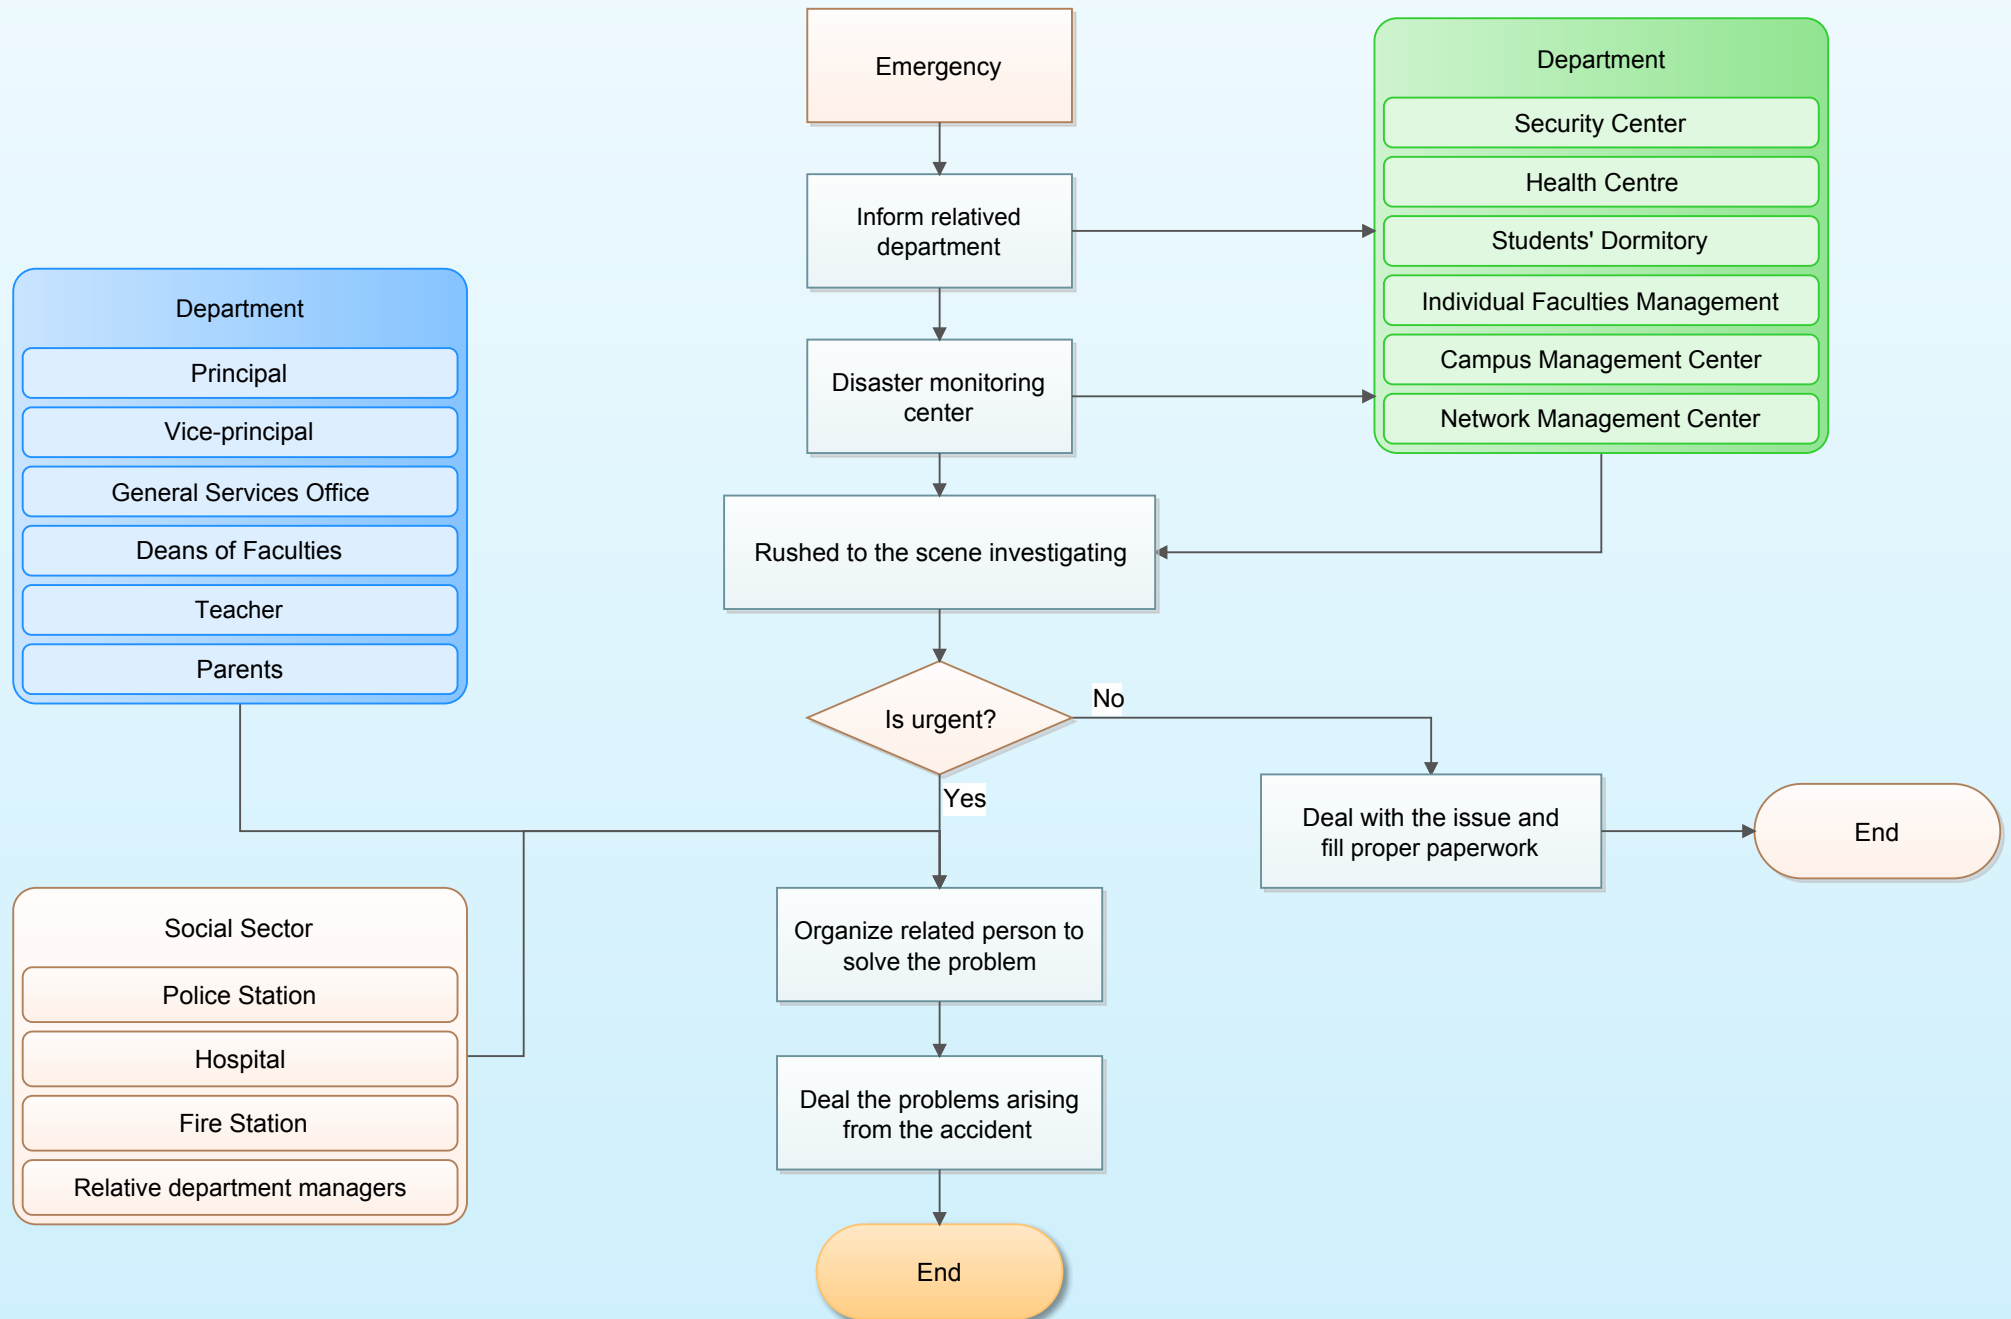 Emergency
Department
Security Center
Health Centre
Students' Dormitory
Individual Faculties Management
Campus Management Center
Network Management Center
Inform relatived
department
Disaster monitoring
center
Department
Principal
Vice-principal
General Services Office
Deans of Faculties
Teacher
Parents
Rushed to the scene investigating
Is urgent?
No
Yes
Deal with the issue and
fill proper paperwork
End
Social Sector
Police Station
Hospital
Fire Station
Relative department managers
Organize related person to
solve the problem
Deal the problems arising
from the accident
End